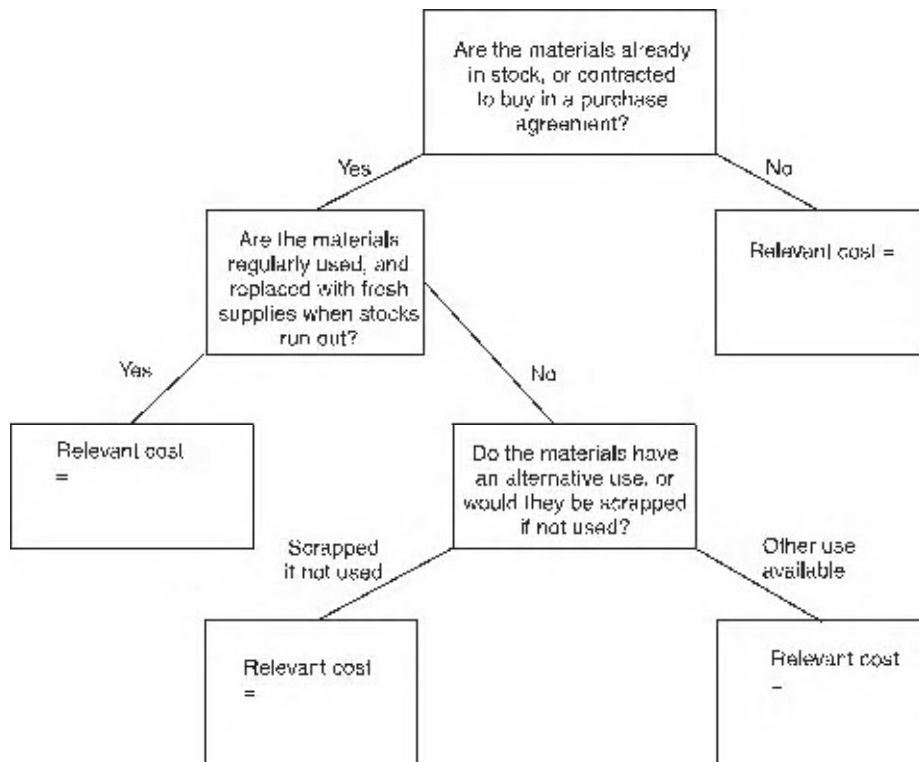 Are the materials already
in stock, or contracted
to buy in a purchase
agreement?
Yes
No
Are the materials
regularly used, and
replaced with fresh
supplies when stocks
run out?
Relevant cost =
Yes
No
Relevant cost
=
Do the materials have
an alternative use, or
would they be scrapped
if not used?
Scrapped
if not used
Other use
available
Relevant cost
=
Relevant cost
=